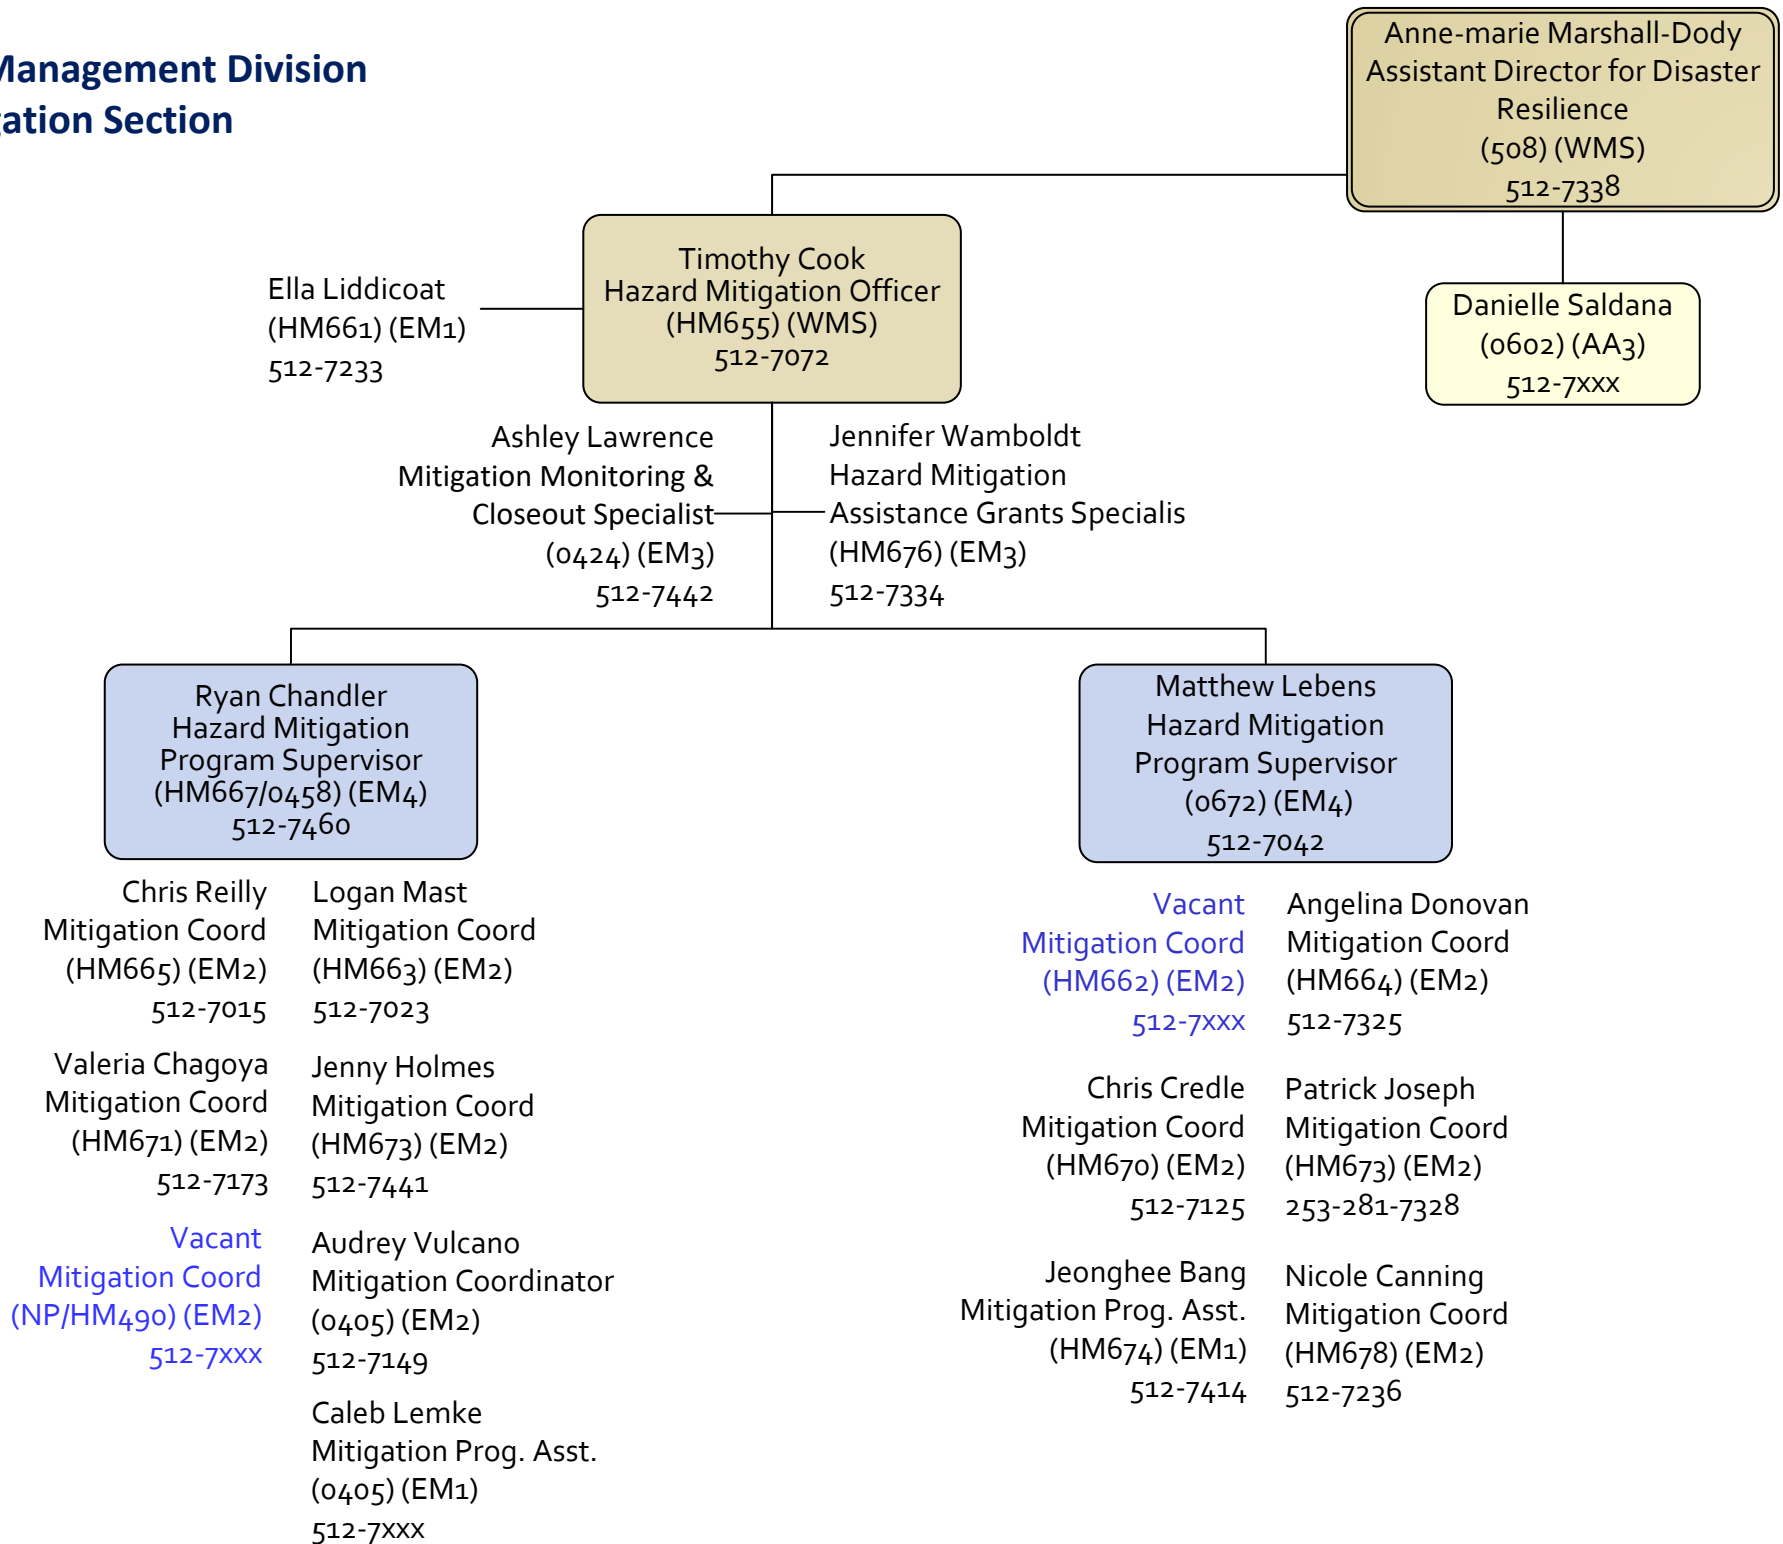 Management Division
gation Section
Anne-marie Marshall-Dody
Assistant Director for Disaster
Resilience
(508) (WMS)
512-7338
Timothy Cook
Hazard Mitigation Officer
(HM655) (WMS)
512-7072
Ella Liddicoat
(HM661) (EM1)
512-7233
Danielle Saldana
(0602) (AA3)
512-7xxx
Ashley Lawrence
Mitigation Monitoring &
Closeout Specialist
(0424) (EM3)
512-7442
Jennifer Wamboldt
Hazard Mitigation
Assistance Grants Specialis
(HM676) (EM3)
512-7334
Ryan Chandler
Hazard Mitigation
Program Supervisor
(HM667/0458) (EM4)
512-7460
Matthew Lebens
Hazard Mitigation
Program Supervisor
(0672) (EM4)
512-7042
Chris Reilly
Mitigation Coord
(HM665) (EM2)
512-7015
Logan Mast
Mitigation Coord
(HM663) (EM2)
512-7023
Valeria Chagoya
Mitigation Coord
(HM671) (EM2)
512-7173
Jenny Holmes
Mitigation Coord
(HM673) (EM2)
512-7441
Vacant
Mitigation Coord
(NP/HM490) (EM2)
512-7xxx
Audrey Vulcano
Mitigation Coordinator
(0405) (EM2)
512-7149
Caleb Lemke
Mitigation Prog. Asst.
(0405) (EM1)
512-7xxx
Vacant
Mitigation Coord
(HM662) (EM2)
512-7xxx
Angelina Donovan
Mitigation Coord
(HM664) (EM2)
512-7325
Chris Credle
Mitigation Coord
(HM670) (EM2)
512-7125
Patrick Joseph
Mitigation Coord
(HM673) (EM2)
253-281-7328
Jeonghee Bang
Mitigation Prog. Asst.
(HM674) (EM1)
512-7414
Nicole Canning
Mitigation Coord
(HM678) (EM2)
512-7236